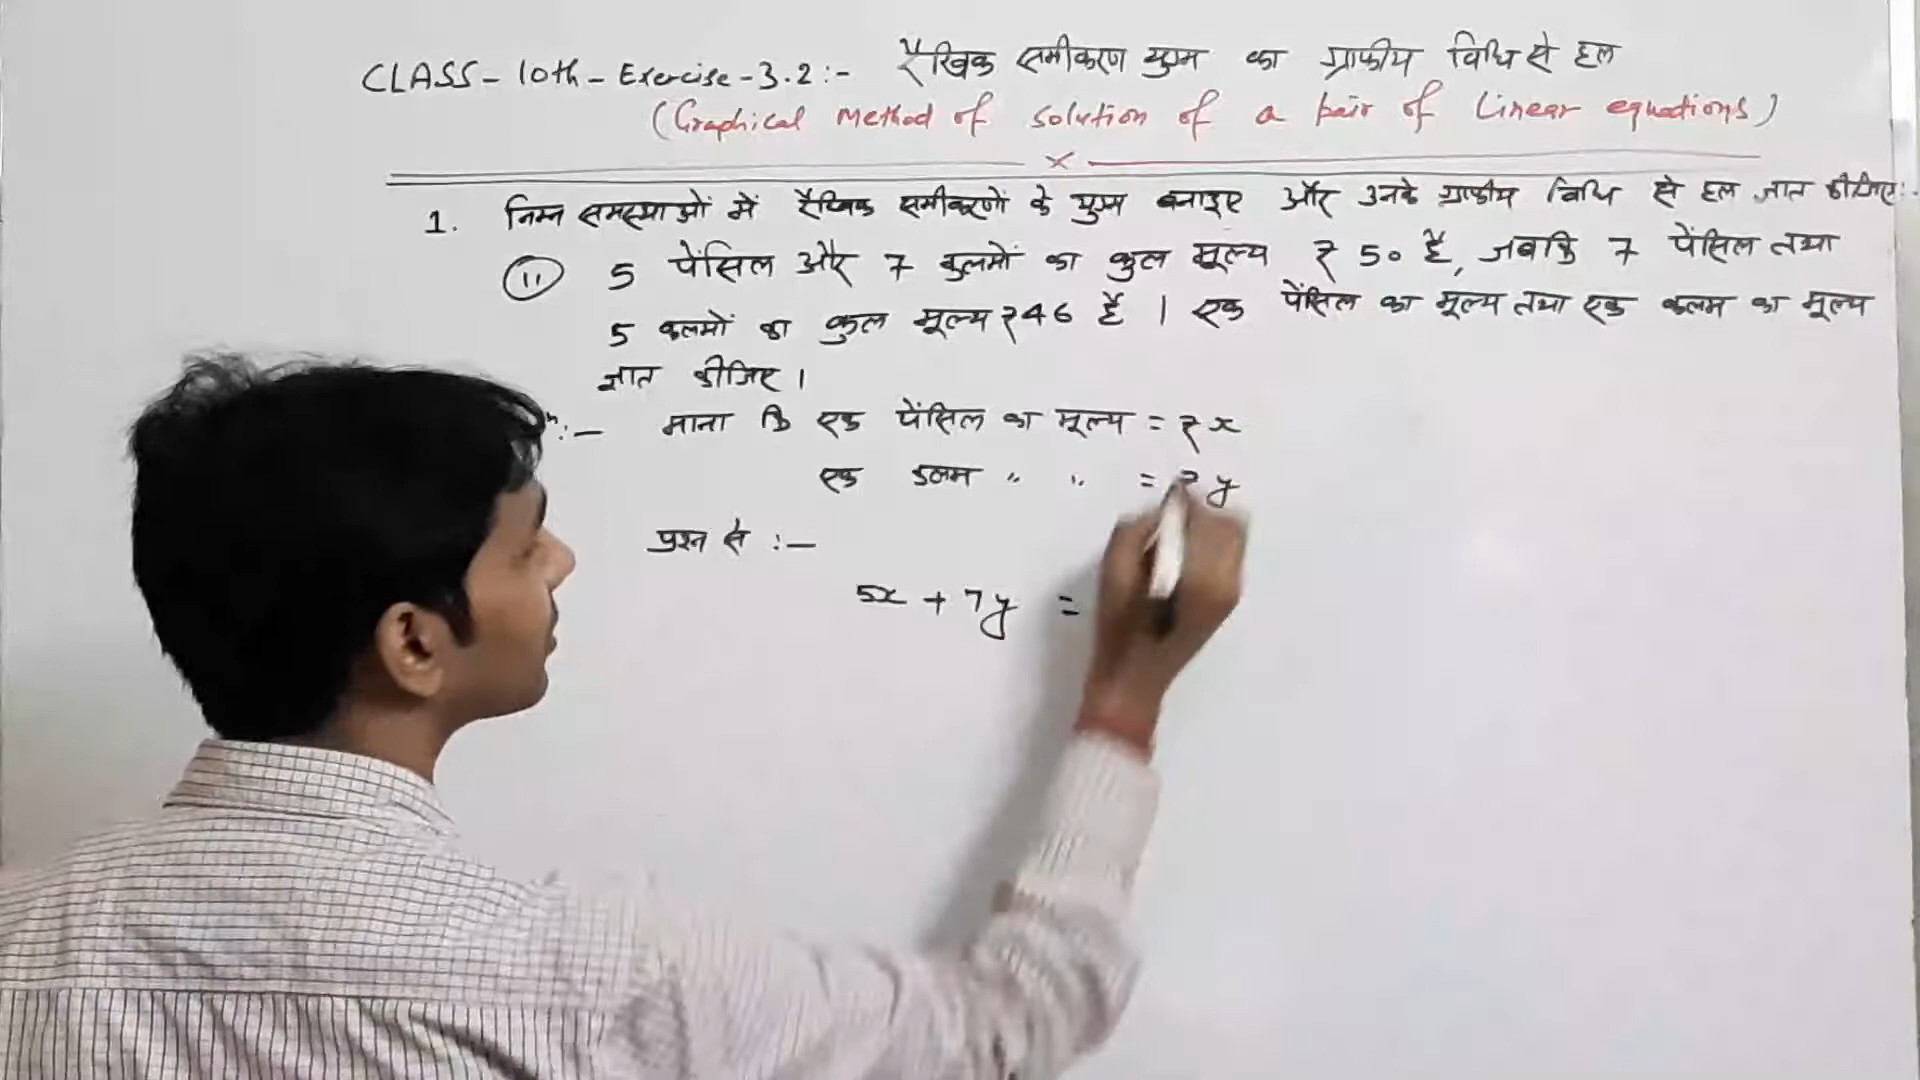 CLASS - 10th - Exercise - 3.2 :- रैखिक समीकरण युग्म का ग्राफीय विधि से हल
(Graphical Method of solution of a pair of Linear equations)
1. निम्न समस्याओं में रैखिक समीकरणों के युग्म बनाइए और उनके ग्राफीय विधि से हल ज्ञात कीजिए:-
(ii) 5 पेंसिल और 7 कलमों का कुल मूल्य ₹ 50 है, जबकि 7 पेंसिल तथा
5 कलमों का कुल मूल्य ₹46 है। एक पेंसिल का मूल्य तथा एक कलम का मूल्य
ज्ञात कीजिए।
:- माना कि एक पेंसिल का मूल्य = ₹ x
एक कलम " " = ₹ y
प्रश्न से :-
5x + 7y =